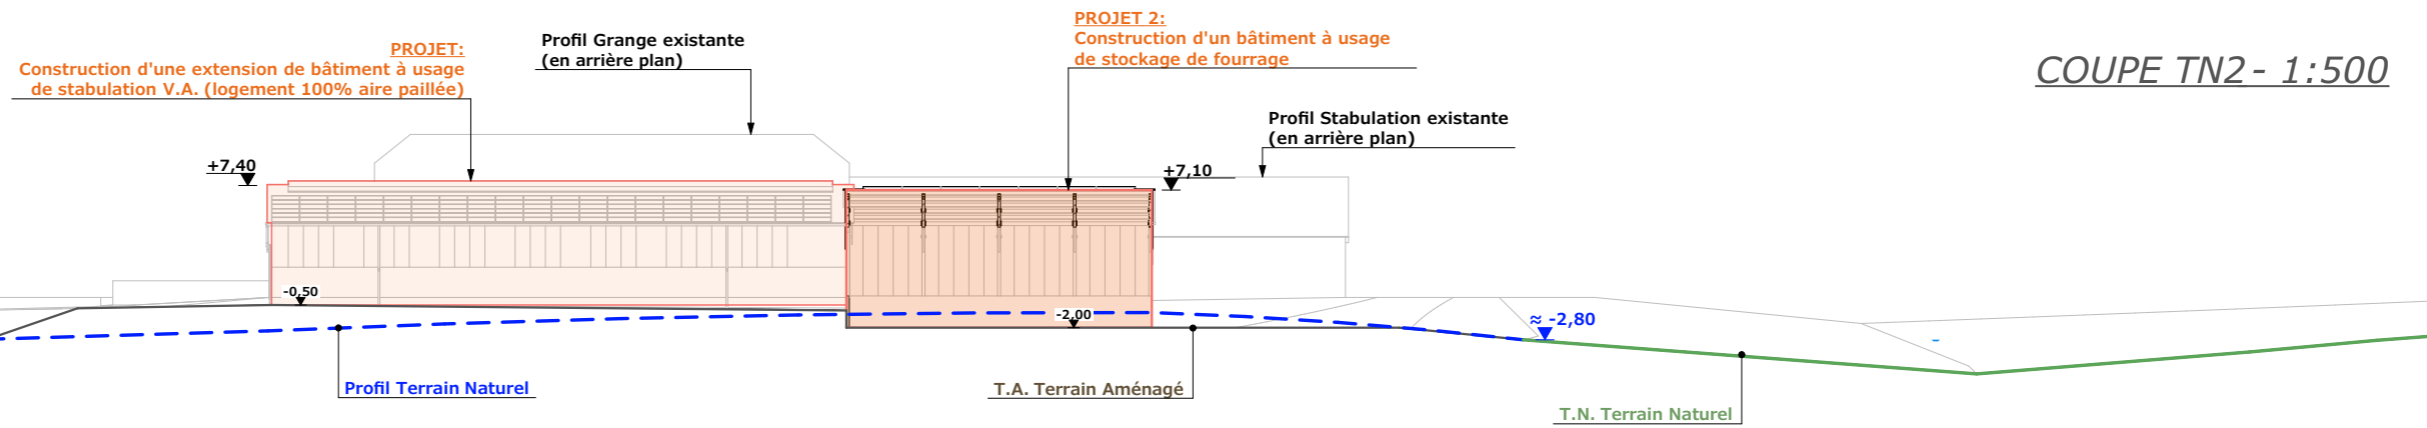 PROJET:
Construction d'une extension de bâtiment à usage
de stabulation V.A. (logement 100% aire paillée)
Profil Grange existante
(en arrière plan)
PROJET 2:
Construction d'un bâtiment à usage
de stockage de fourrage
COUPE TN2 - 1:500
Profil Stabulation existante
(en arrière plan)
+7,40
+7,10
-0,50
-2,00
≈ -2,80
Profil Terrain Naturel
T.A. Terrain Aménagé
T.N. Terrain Naturel